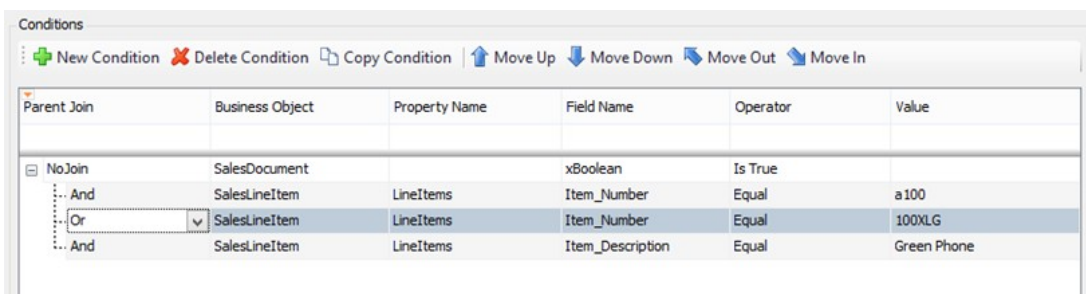 Conditions
New Condition Delete Condition Copy Condition Move Up Move Down Move Out Move In
Parent Join Business Object Property Name Field Name Operator Value
NoJoin SalesDocument xBoolean Is True
And SalesLineItem LineItems Item_Number Equal a100
Or SalesLineItem LineItems Item_Number Equal 100XLG
And SalesLineItem LineItems Item_Description Equal Green Phone